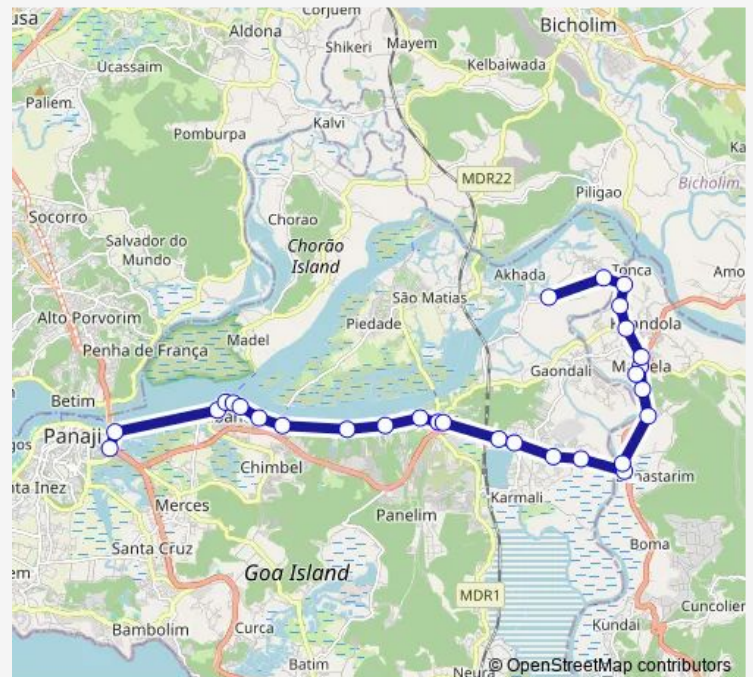 Corjuem
Bicholim
usa
Aldona
Shikeri
Mayem
Ucassaim
Kelbaiwada
Paliem
Kalvi
Pomburpa
Ka
MDR22
Bicholim
Piligao
Socorro
Chorao
Salvador do
Mundo
Chorão
Island
Akhada
Tonca
Amo
São Matias
Alto Porvorim
Piedade
Penha de França
Madel
Gaondali
Betim
Panaji
gos
Chimbel
nta Inez
Merces
Karmali
Panelim
Santa Cruz
Boma
Goa Island
em
MDR1
Cuncolier
Bambolim
Curca
Kundai
Batim
Neura
© OpenStreetMap contributors